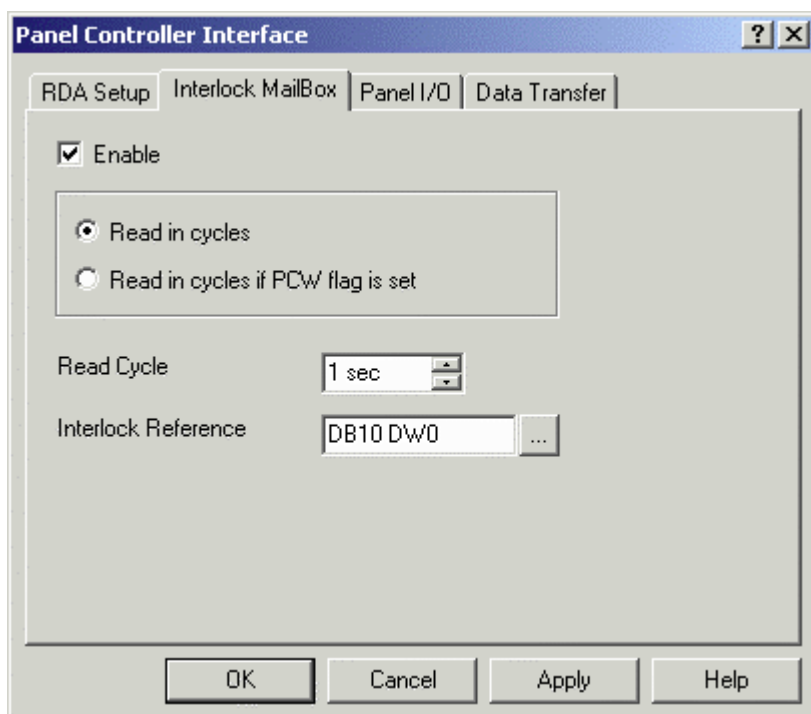 Panel Controller Interface
RDA Setup Interlock MailBox Panel I/O Data Transfer
Enable
Read in cycles
Read in cycles if PCW flag is set
Read Cycle 1 sec
Interlock Reference DB10 DW0 ...
OK Cancel Apply Help